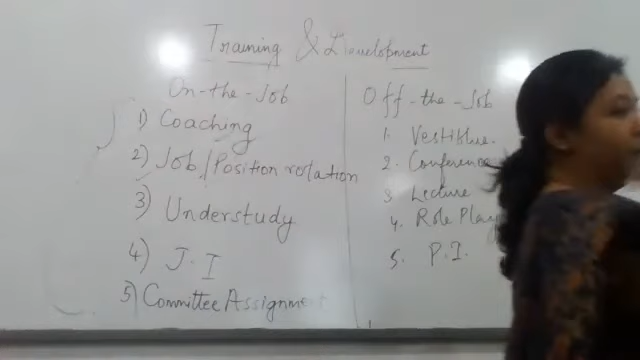 Training & Development
On-the-Job
1) Coaching
2) Job/Position rotation
3) Understudy
4) J.I
5) Committee Assignment
Off-the-Job
1. Vestiblue.
2. Conference
3 Lecture
4. Role Play
5. P.I.